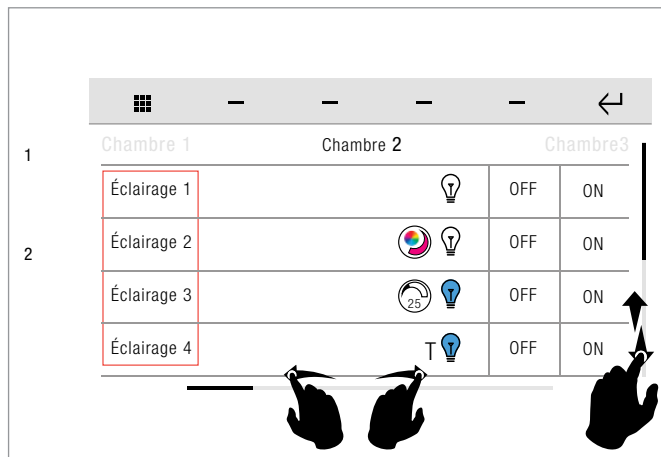 Chambre 1 Chambre 2 Chambre3
1
Éclairage 1 OFF ON
Éclairage 2 OFF ON
2
Éclairage 3 25 OFF ON
Éclairage 4 T OFF ON